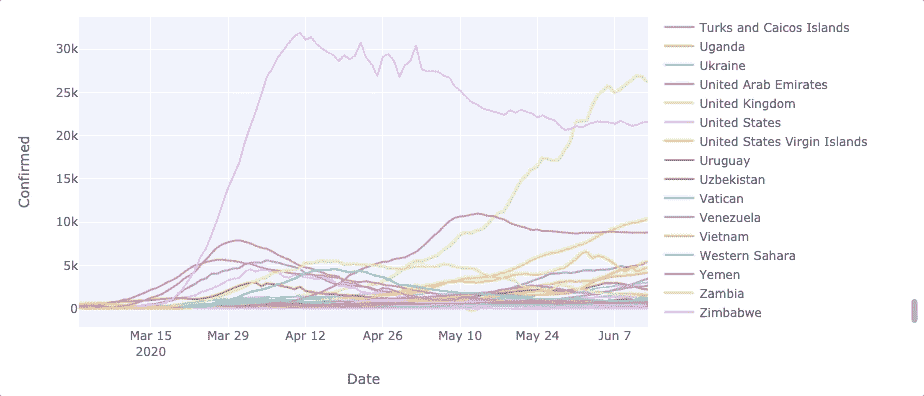 30k
25k
20k
15k
10k
5k
0
Confirmed
Mar 15
2020
Mar 29
Apr 12
Apr 26
May 10
May 24
Jun 7
Date
Turks and Caicos Islands
Uganda
Ukraine
United Arab Emirates
United Kingdom
United States
United States Virgin Islands
Uruguay
Uzbekistan
Vatican
Venezuela
Vietnam
Western Sahara
Yemen
Zambia
Zimbabwe